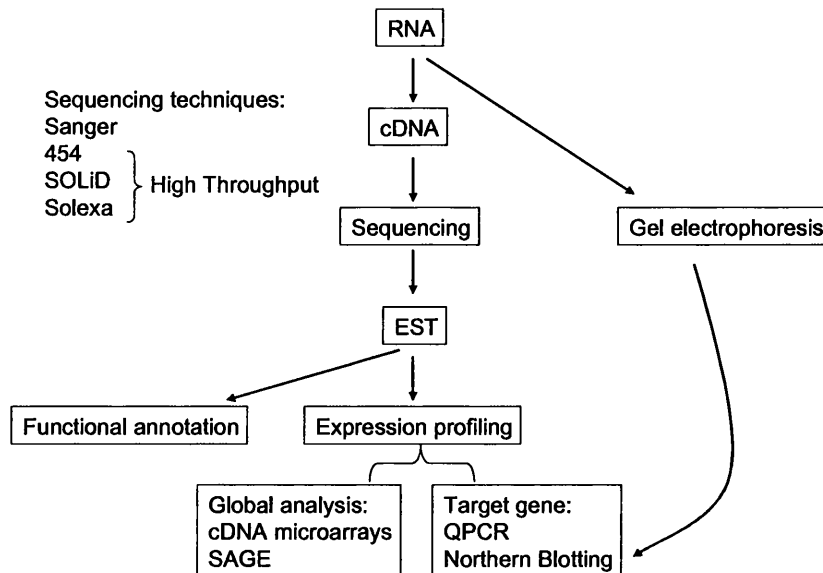 RNA
Sequencing techniques:
Sanger
454
SOLiD
Solexa
High Throughput
cDNA
Sequencing
Gel electrophoresis
EST
Functional annotation
Expression profiling
Global analysis:
cDNA microarrays
SAGE
Target gene:
QPCR
Northern Blotting